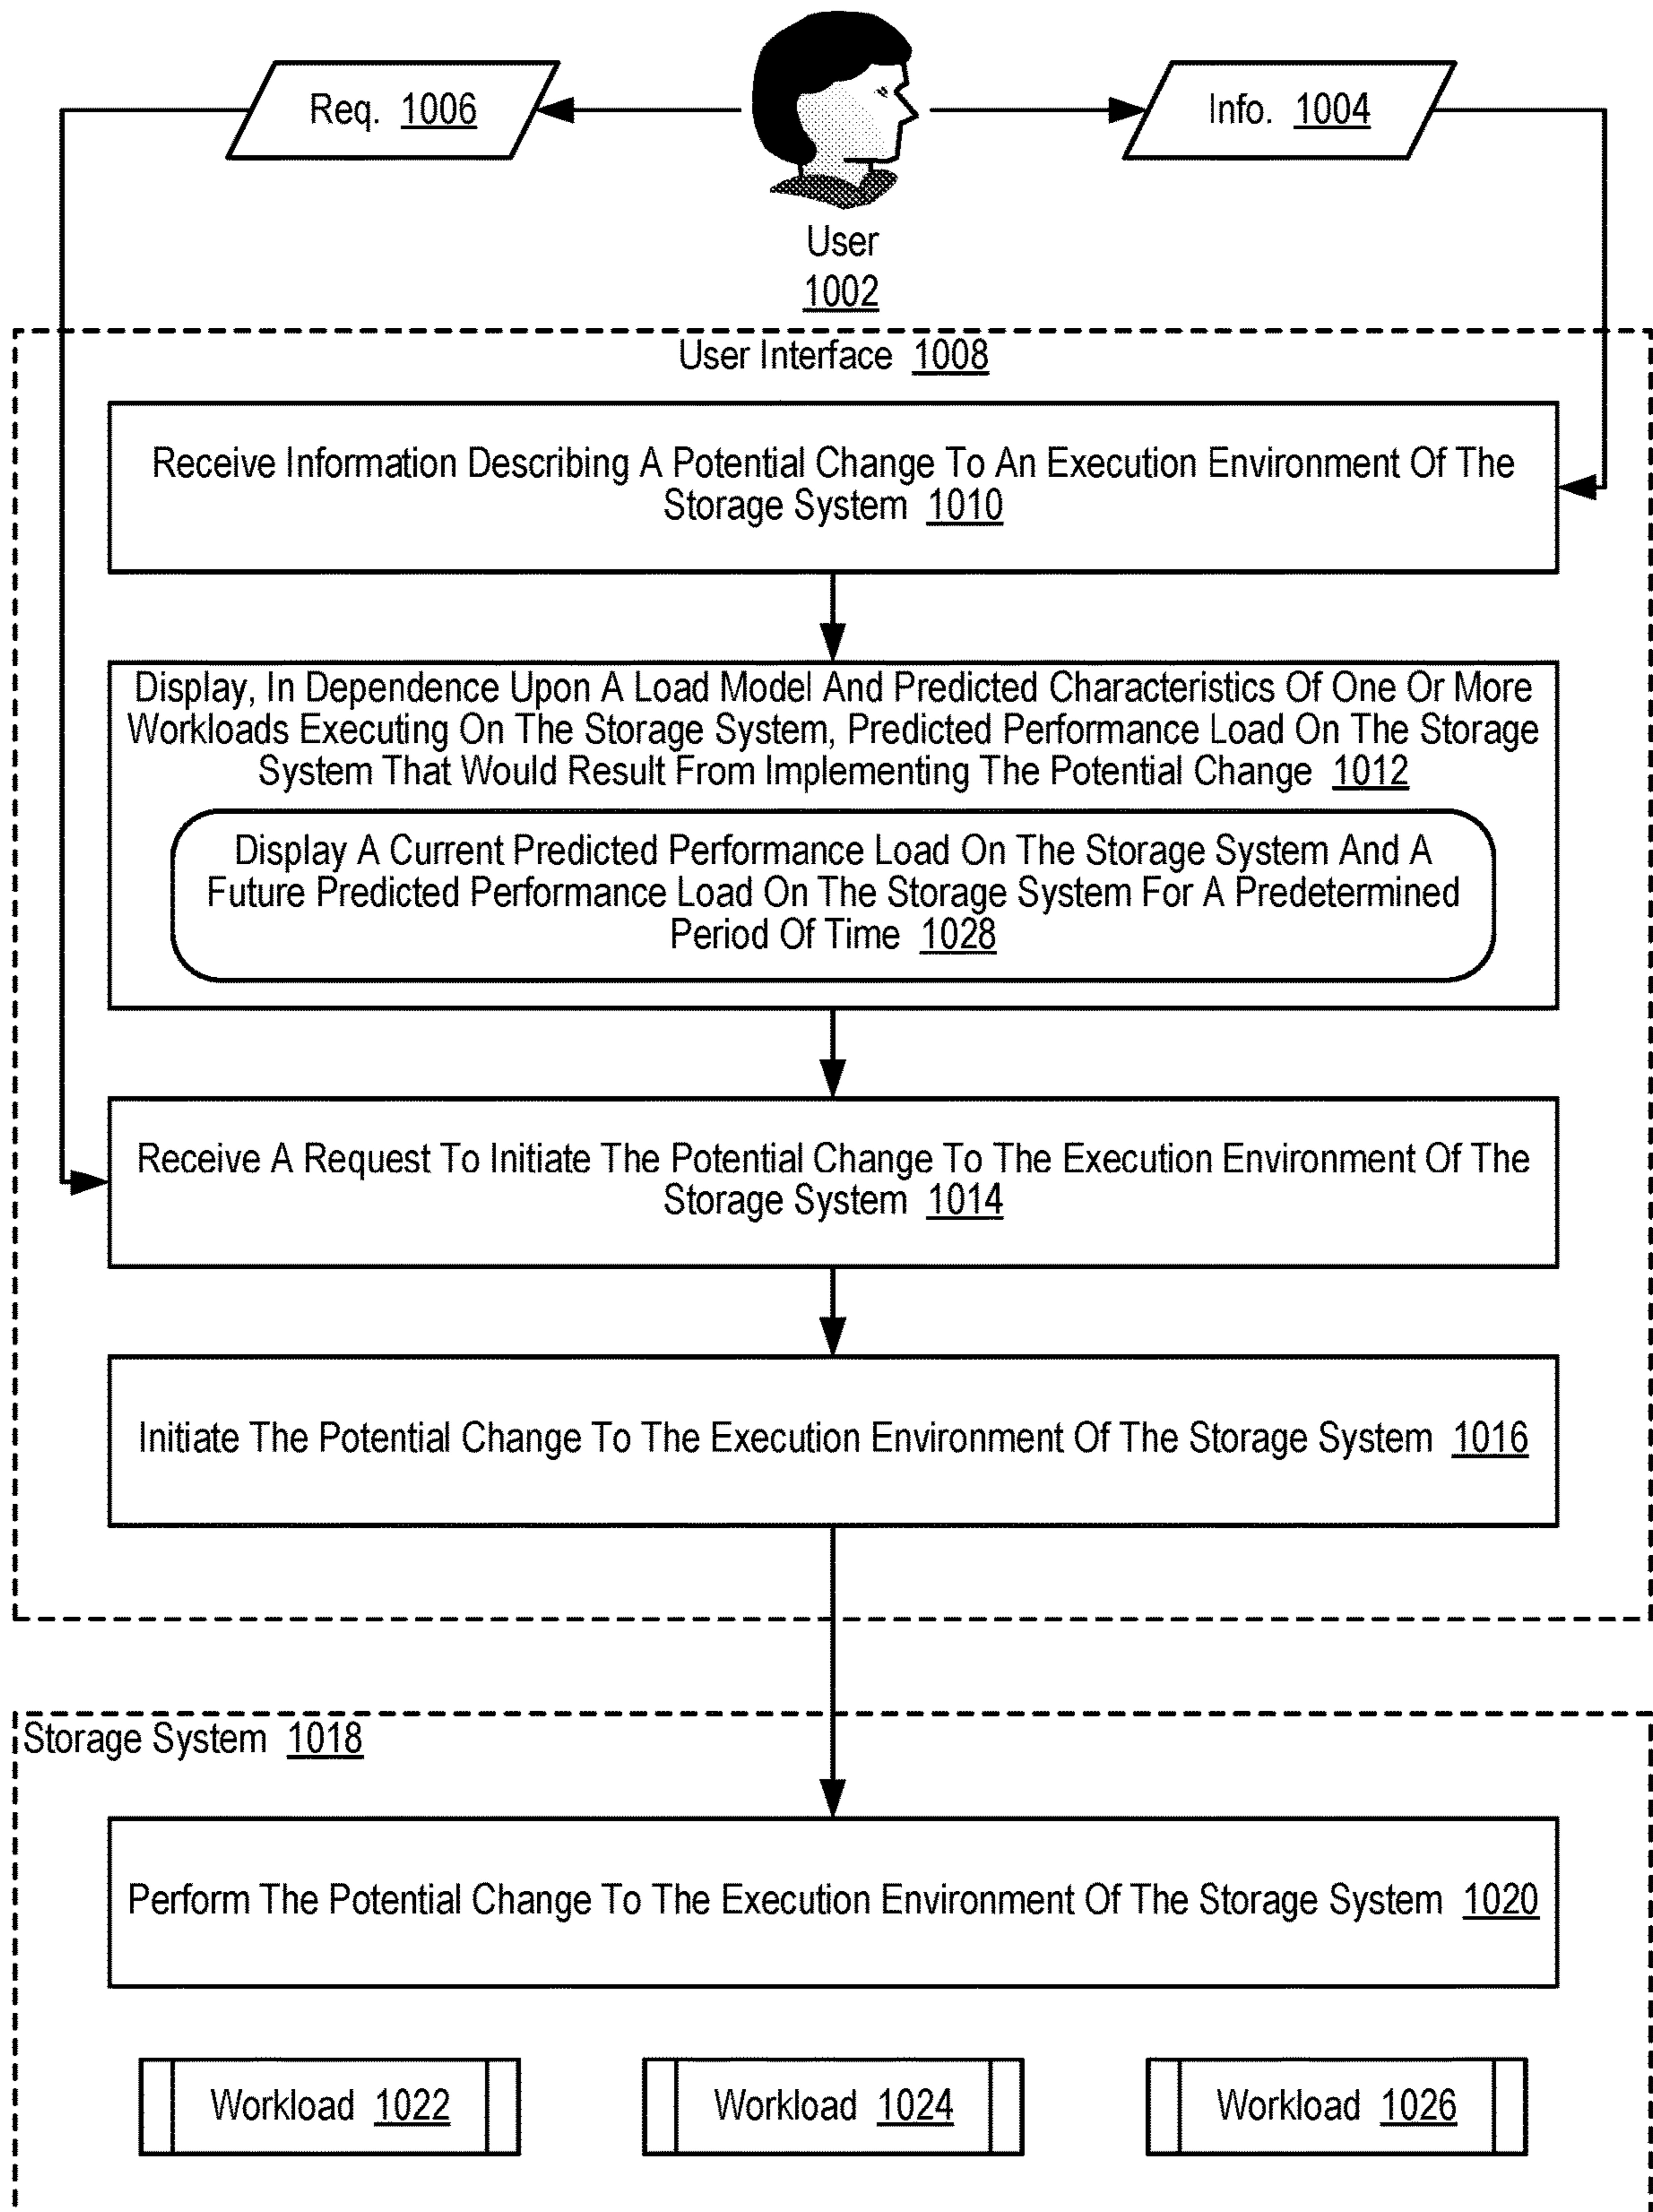 Req. 1006
Info. 1004
User
1002
User Interface 1008
Receive Information Describing A Potential Change To An Execution Environment Of The
Storage System 1010
Display, In Dependence Upon A Load Model And Predicted Characteristics Of One Or More
Workloads Executing On The Storage System, Predicted Performance Load On The Storage
System That Would Result From Implementing The Potential Change 1012
Display A Current Predicted Performance Load On The Storage System And A
Future Predicted Performance Load On The Storage System For A Predetermined
Period Of Time 1028
Receive A Request To Initiate The Potential Change To The Execution Environment Of The
Storage System 1014
Initiate The Potential Change To The Execution Environment Of The Storage System 1016
Storage System 1018
Perform The Potential Change To The Execution Environment Of The Storage System 1020
Workload 1022
Workload 1024
Workload 1026